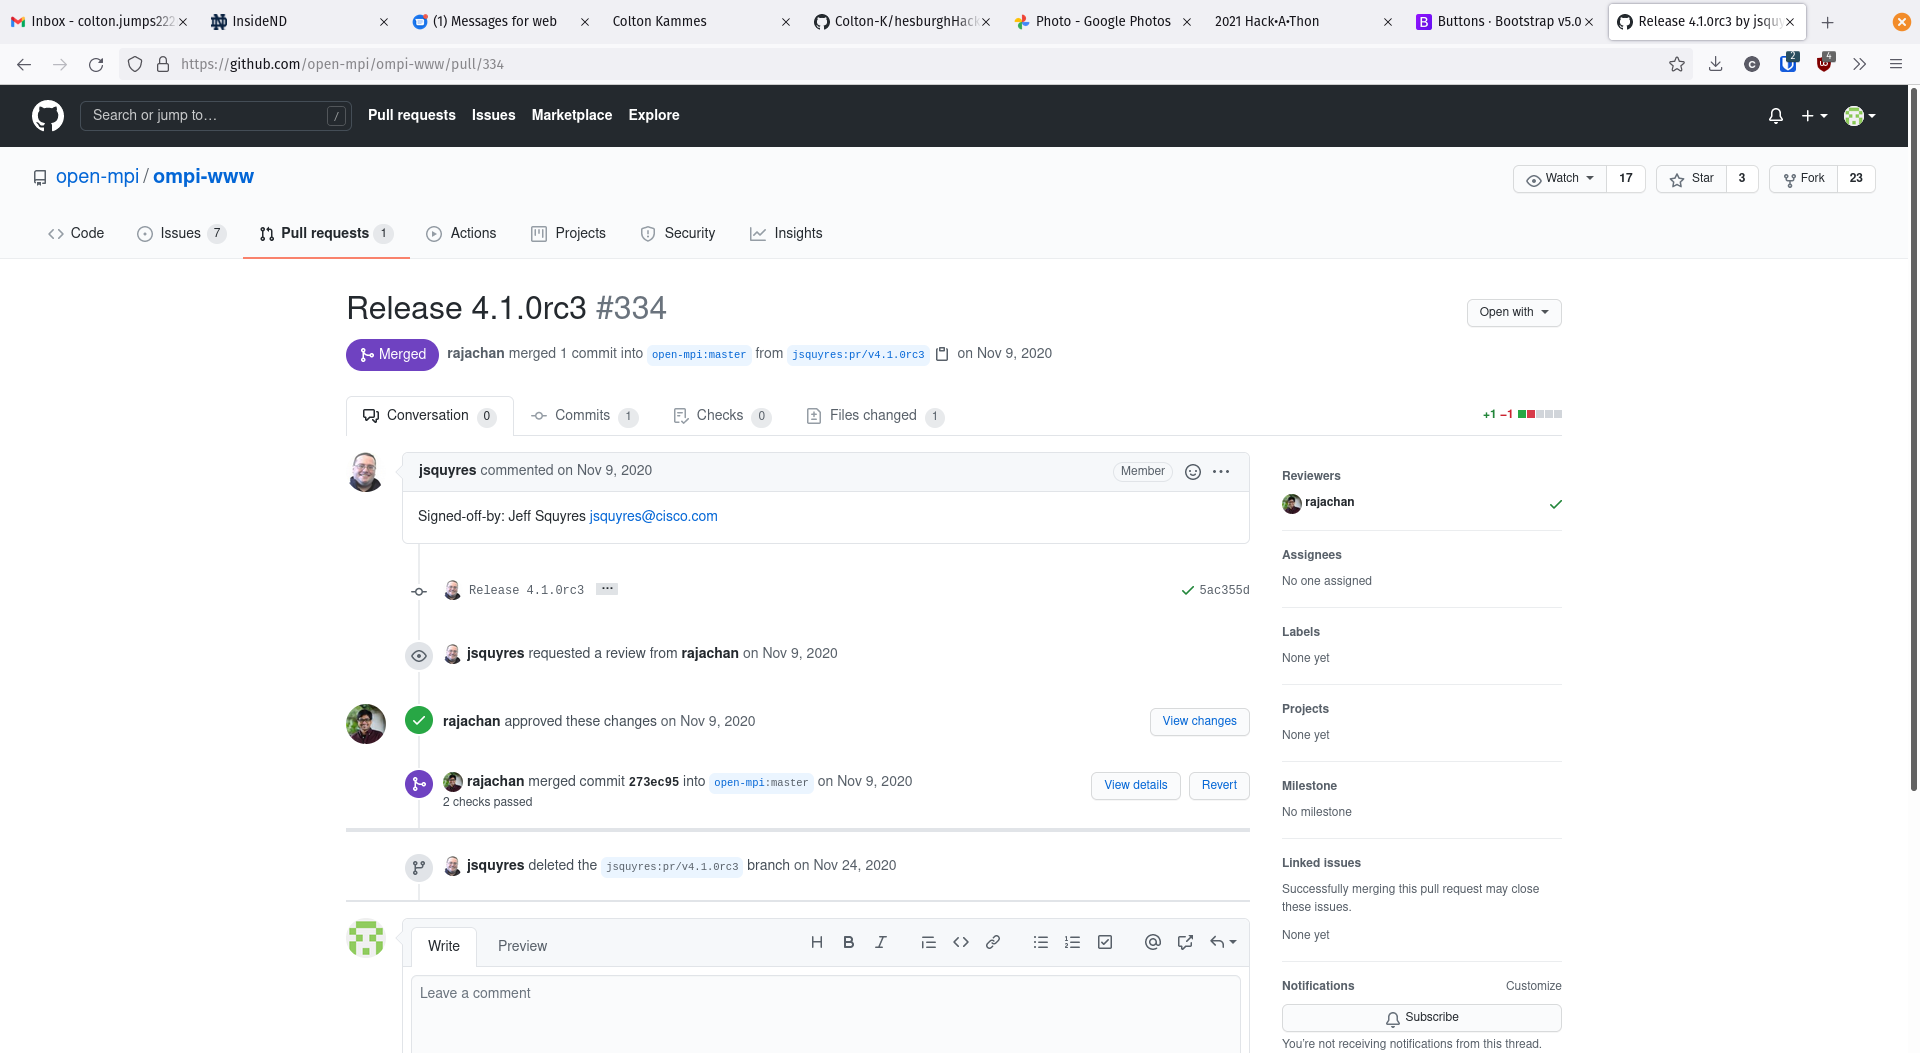 Inbox - colton.jumps222
InsideND
(1) Messages for web
Colton Kammes
Colton-K/hesburghHack
Photo - Google Photos
2021 Hack•A•Thon
Buttons · Bootstrap v5.0
Release 4.1.0rc3 by jsquy
https://github.com/open-mpi/ompi-www/pull/334
2
4
Search or jump to…
/
Pull requests
Issues
Marketplace
Explore
open-mpi / ompi-www
Watch 17
Star 3
Fork 23
Code
Issues 7
Pull requests 1
Actions
Projects
Security
Insights
Release 4.1.0rc3 #334
Open with
Merged
rajachan merged 1 commit into open-mpi:master from jsquyres:pr/v4.1.0rc3 on Nov 9, 2020
Conversation 0
Commits 1
Checks 0
Files changed 1
+1 −1
jsquyres commented on Nov 9, 2020
Member
Signed-off-by: Jeff Squyres jsquyres@cisco.com
Release 4.1.0rc3
5ac355d
jsquyres requested a review from rajachan on Nov 9, 2020
rajachan approved these changes on Nov 9, 2020
View changes
rajachan merged commit 273ec95 into open-mpi:master on Nov 9, 2020
2 checks passed
View details
Revert
jsquyres deleted the jsquyres:pr/v4.1.0rc3 branch on Nov 24, 2020
Write
Preview
Leave a comment
Reviewers
rajachan
Assignees
No one assigned
Labels
None yet
Projects
None yet
Milestone
No milestone
Linked issues
Successfully merging this pull request may close
these issues.
None yet
Notifications
Customize
Subscribe
You're not receiving notifications from this thread.